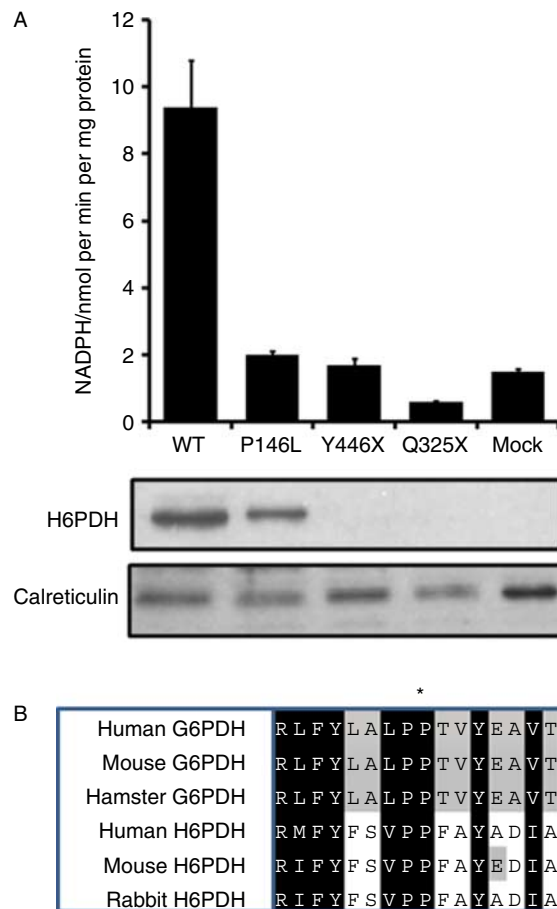 A
NADPH/nmol per min per mg protein
12
10
8
6
4
2
0
WT P146L Y446X Q325X Mock
H6PDH
Calreticulin
*
B
Human G6PDH RLFYLALPPTVYEAVT
Mouse G6PDH RLFYLALPPTVYEAVT
Hamster G6PDH RLFYLALPPTVYEAVT
Human H6PDH RMFYFSVPPFAYADIA
Mouse H6PDH RIFYFSVPPFAYEDIA
Rabbit H6PDH RIFYFSVPPFAYADIA